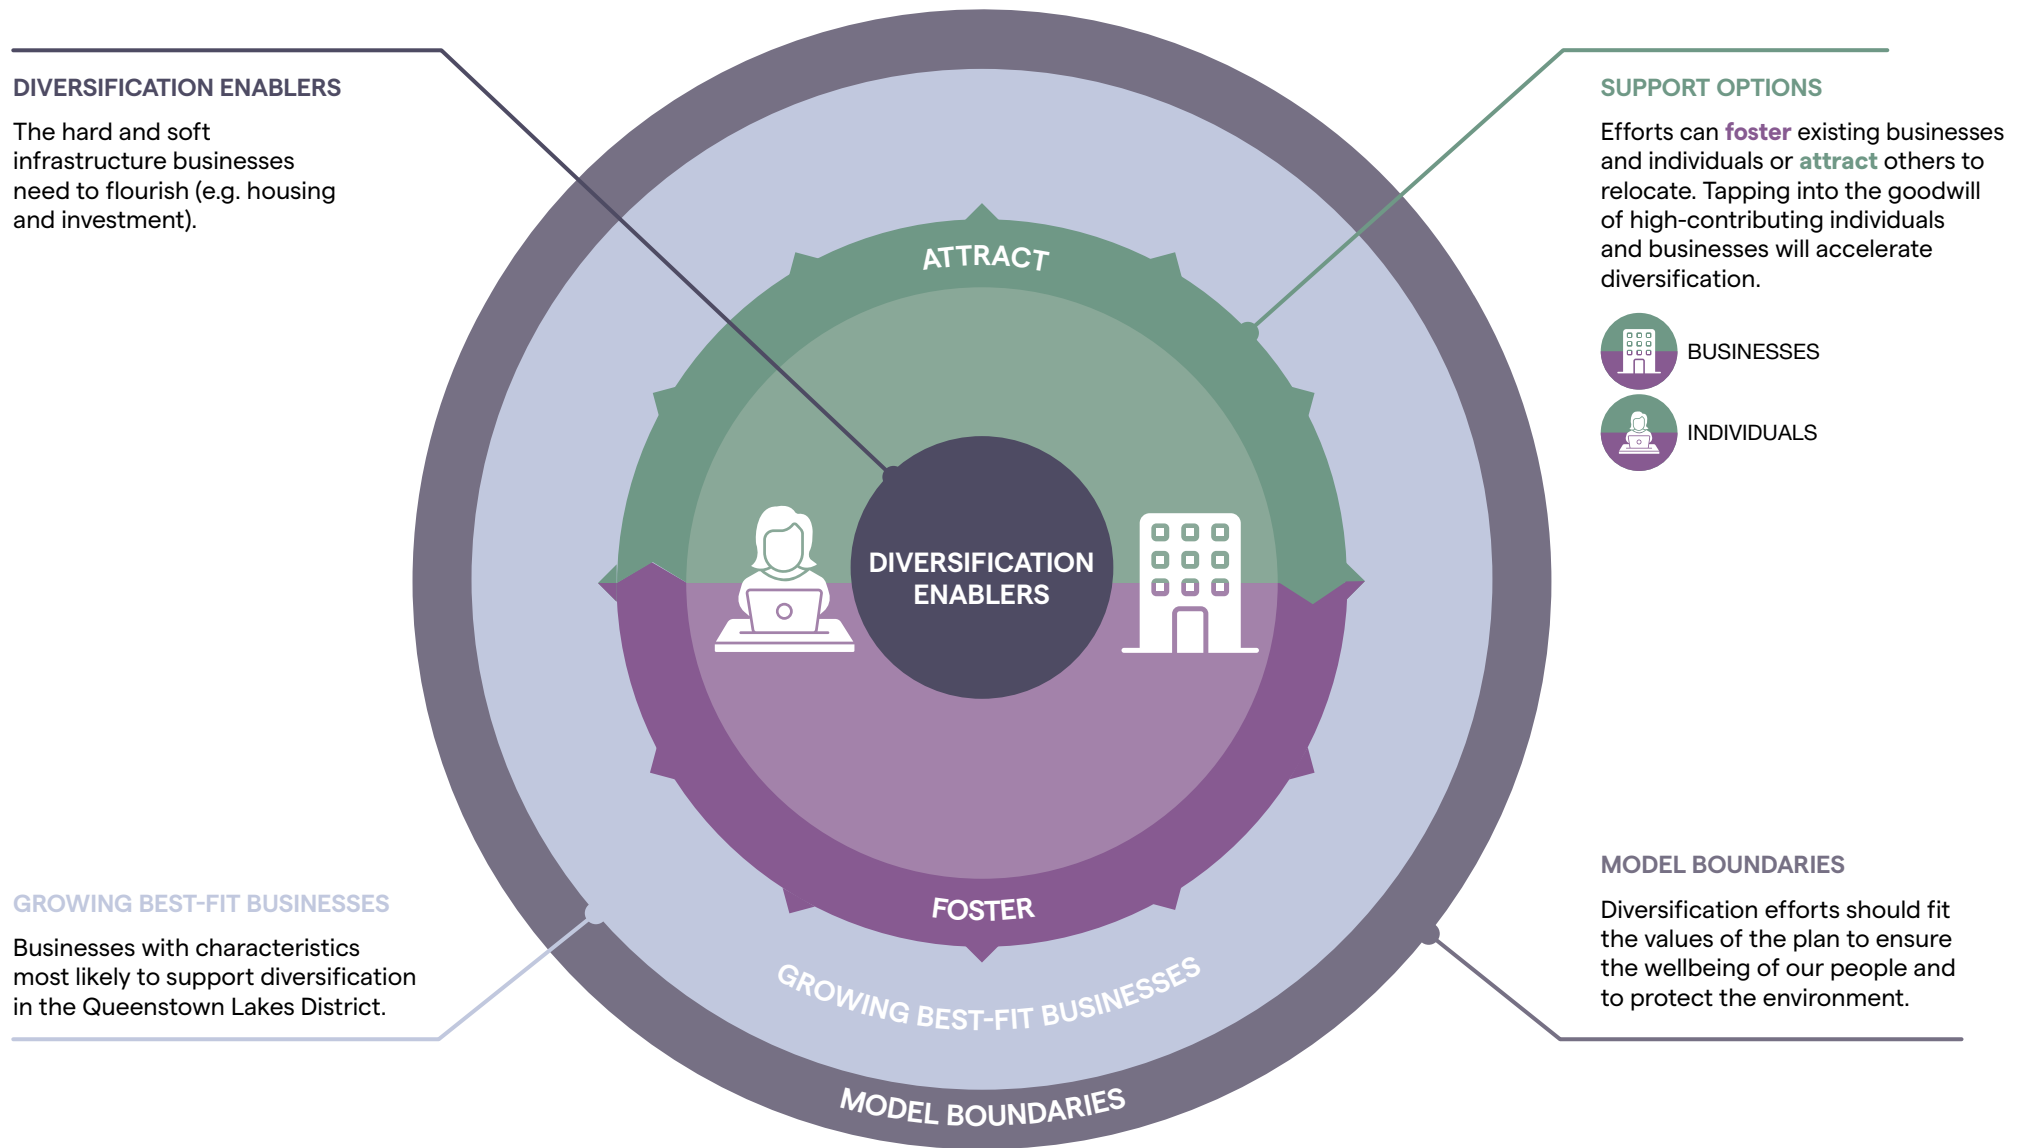 DIVERSIFICATION ENABLERS
The hard and soft
infrastructure businesses
need to flourish (e.g. housing
and investment).
SUPPORT OPTIONS
Efforts can foster existing businesses
and individuals or attract others to
relocate. Tapping into the goodwill
of high-contributing individuals
and businesses will accelerate
diversification.
BUSINESSES
INDIVIDUALS
ATTRACT
DIVERSIFICATION
ENABLERS
FOSTER
GROWING BEST-FIT BUSINESSES
MODEL BOUNDARIES
GROWING BEST-FIT BUSINESSES
Businesses with characteristics
most likely to support diversification
in the Queenstown Lakes District.
MODEL BOUNDARIES
Diversification efforts should fit
the values of the plan to ensure
the wellbeing of our people and
to protect the environment.